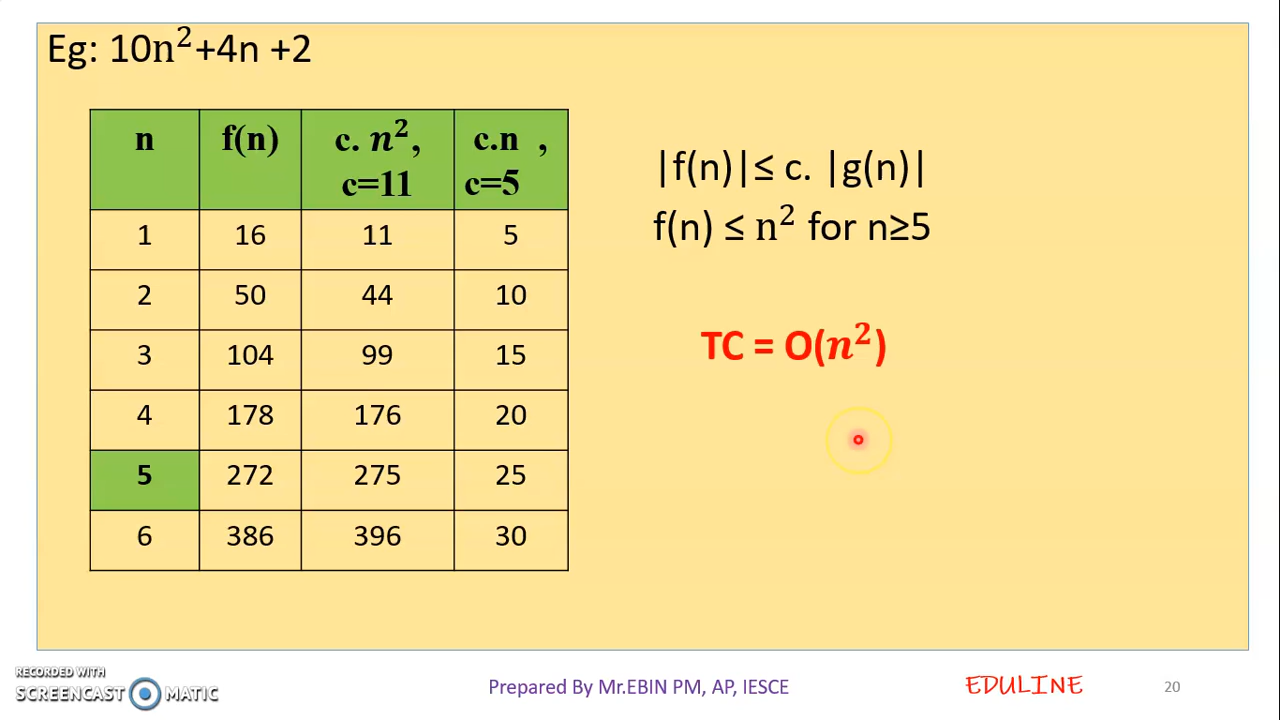 Eg: 10n²+4n +2
n f(n) c. n², c.n ,
c=11 c=5
1 16 11 5
2 50 44 10
3 104 99 15
4 178 176 20
5 272 275 25
6 386 396 30
|f(n)|≤ c. |g(n)|
f(n) ≤ n² for n≥5
TC = O(n²)
RECORDED WITH
SCREENCAST MATIC
Prepared By Mr.EBIN PM, AP, IESCE
EDULINE
20